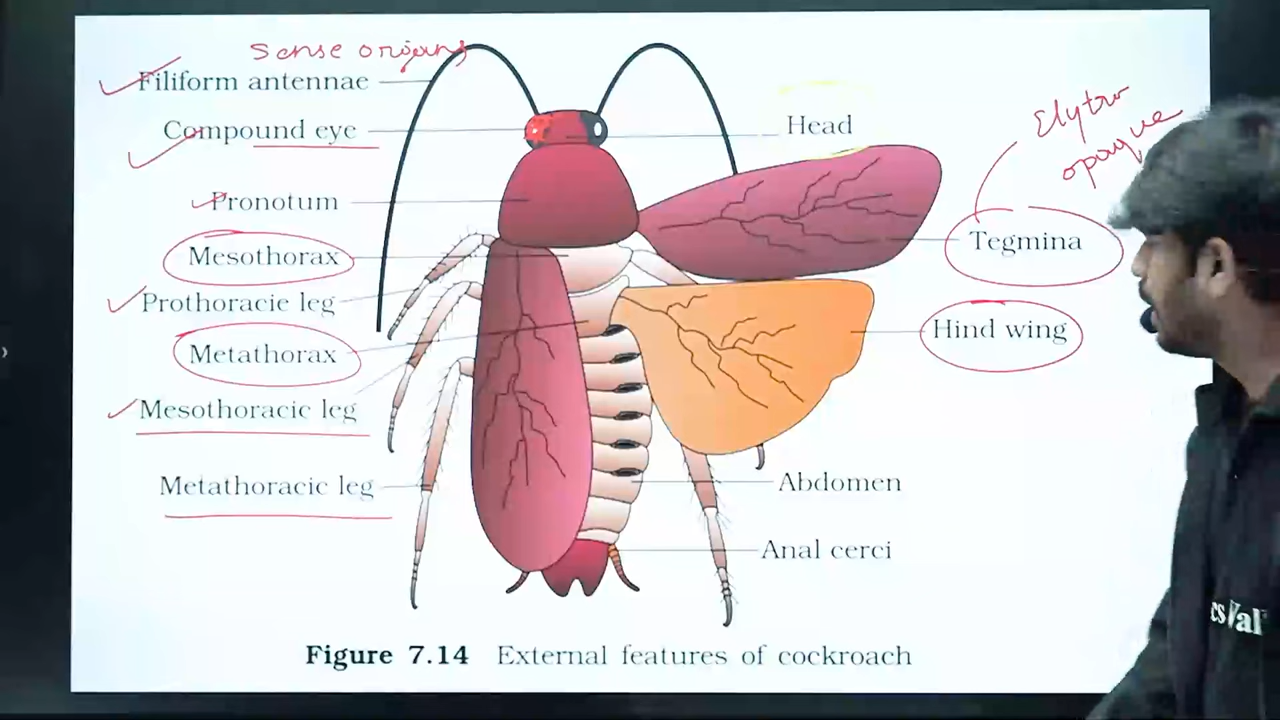 Sense organs
Filiform antennae
Compound eye
Head
Elytra
opaque
Pronotum
Mesothorax
Tegmina
Prothoracie leg
Hind wing
Metathorax
Mesothoracic leg
Metathoracic leg
Abdomen
Anal cerci
Figure 7.14 External features of cockroach